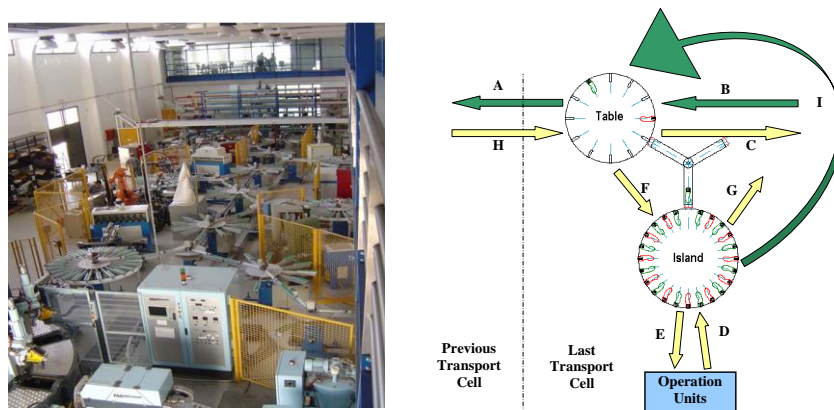 A
B
I
Table
H
C
F
G
Island
E
D
Previous
Transport
Cell
Last
Transport
Cell
Operation
Units